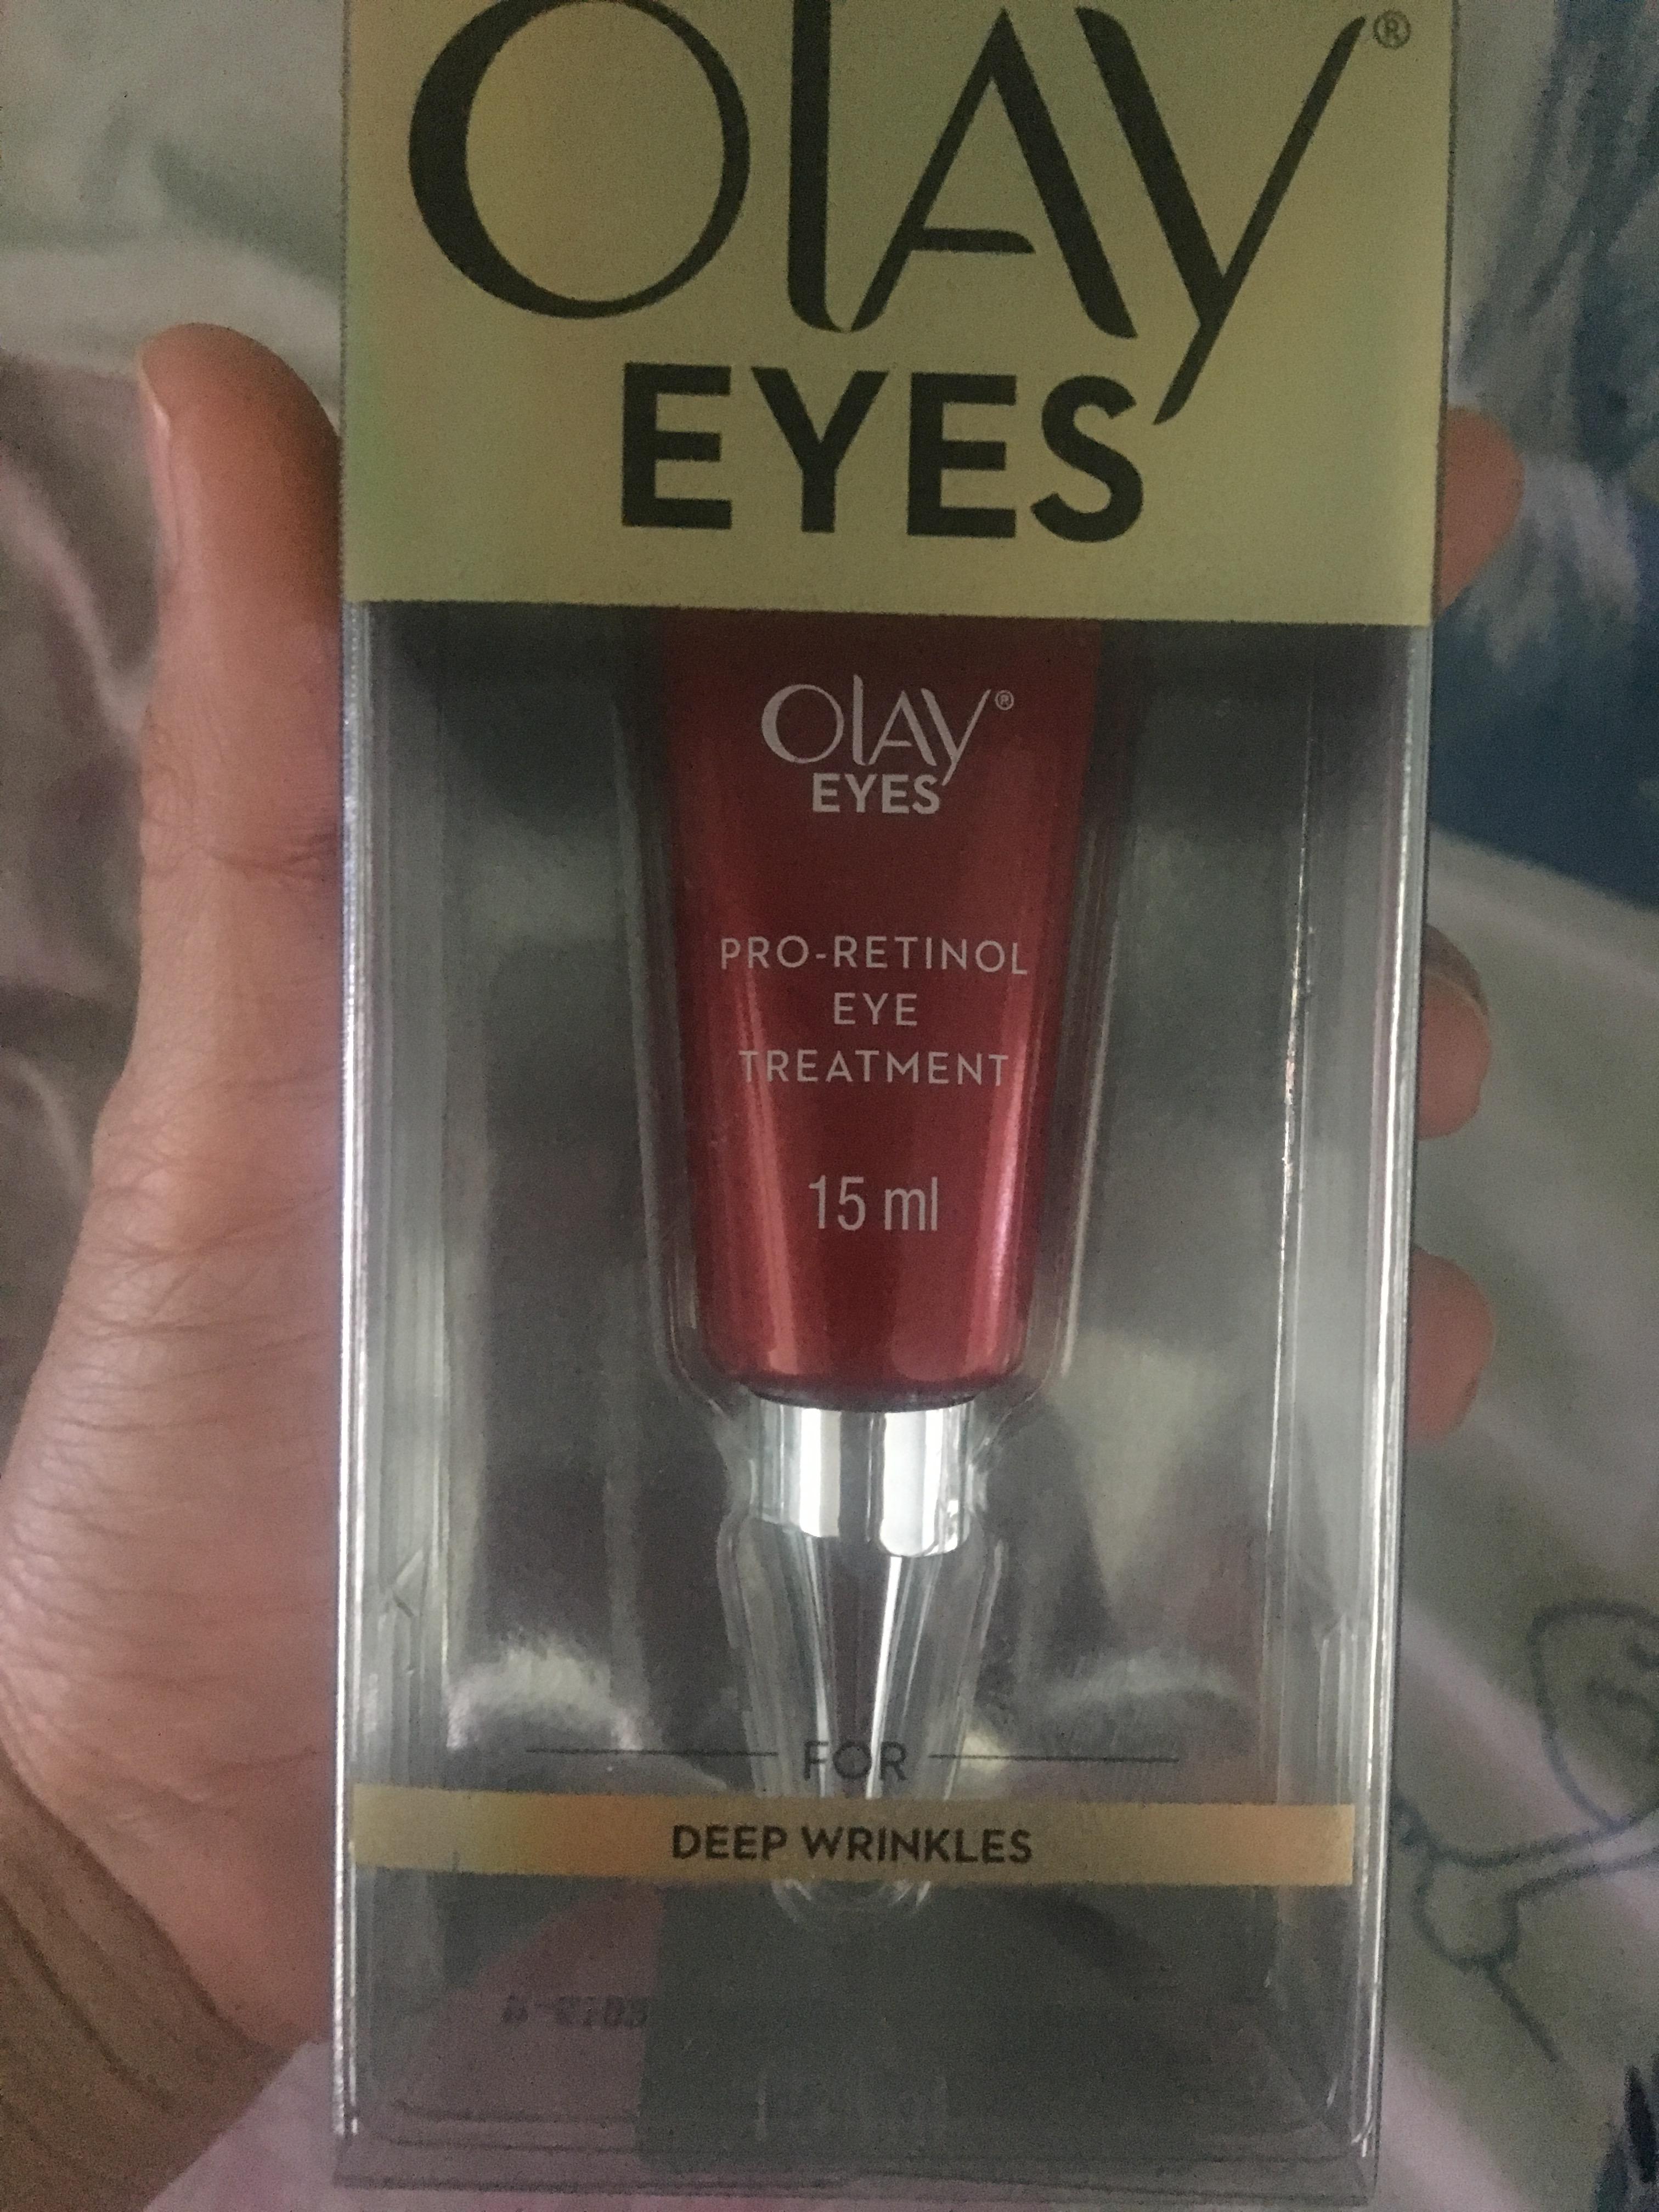 OLAY®
EYES
OLAY®
EYES
PRO-RETINOL
EYE
TREATMENT
15 ml
FOR
DEEP WRINKLES